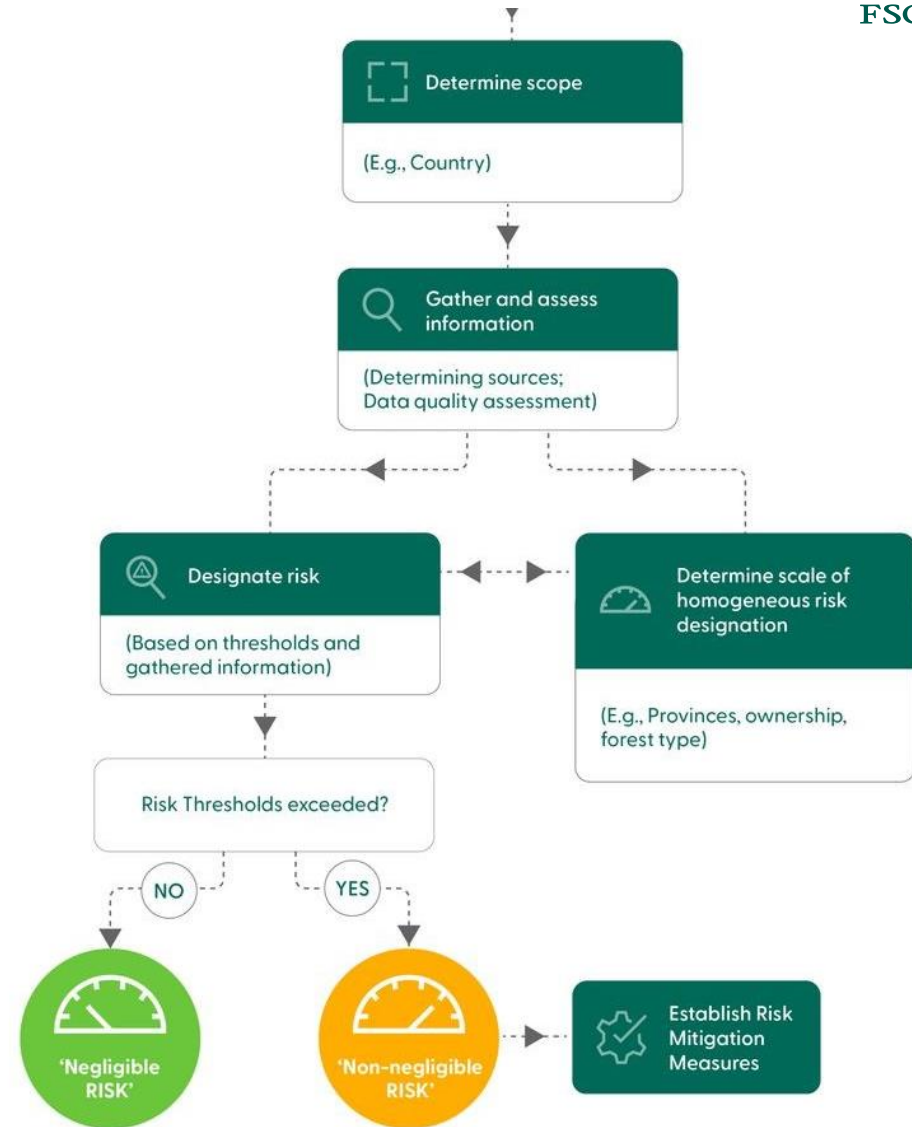 FSC
Determine scope
(E.g., Country)
Gather and assess
information
(Determining sources;
Data quality assessment)
Designate risk
(Based on thresholds and
gathered information)
Determine scale of
homogeneous risk
designation
(E.g., Provinces, ownership,
forest type)
Risk Thresholds exceeded?
NO
YES
'Negligible
RISK'
'Non-negligible
RISK'
Establish Risk
Mitigation
Measures